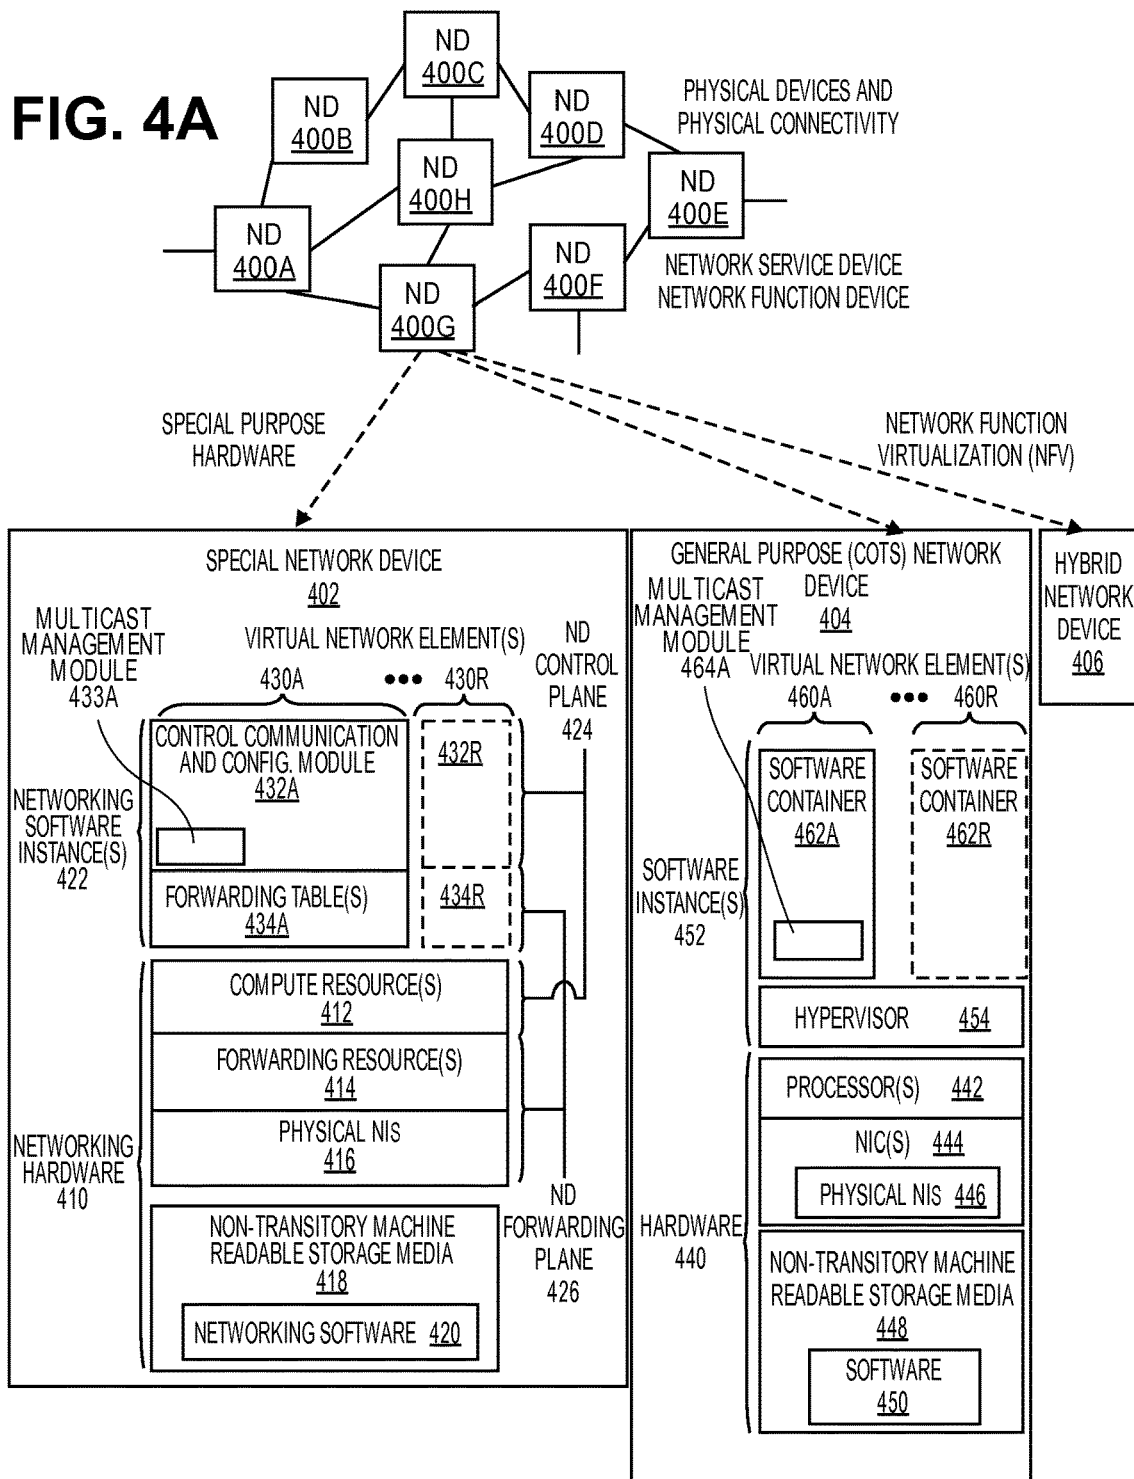 FIG. 4A
ND
400C
ND
400B
ND
400D
ND
400H
ND
400E
ND
400A
ND
400F
ND
400G
PHYSICAL DEVICES AND
PHYSICAL CONNECTIVITY
NETWORK SERVICE DEVICE
NETWORK FUNCTION DEVICE
SPECIAL PURPOSE
HARDWARE
NETWORK FUNCTION
VIRTUALIZATION (NFV)
SPECIAL NETWORK DEVICE
402
MULTICAST
MANAGEMENT
MODULE
433A
VIRTUAL NETWORK ELEMENT(S)
430A
●●●
430R
ND
CONTROL
PLANE
424
NETWORKING
SOFTWARE
INSTANCE(S)
422
CONTROL COMMUNICATION
AND CONFIG. MODULE
432A
432R
FORWARDING TABLE(S)
434A
434R
NETWORKING
HARDWARE
410
COMPUTE RESOURCE(S)
412
FORWARDING RESOURCE(S)
414
PHYSICAL NIs
416
ND
FORWARDING
PLANE
426
NON-TRANSITORY MACHINE
READABLE STORAGE MEDIA
418
NETWORKING SOFTWARE 420
GENERAL PURPOSE (COTS) NETWORK
DEVICE
404
MULTICAST
MANAGEMENT
MODULE
464A
VIRTUAL NETWORK ELEMENT(S)
460A
●●●
460R
SOFTWARE
INSTANCE(S)
452
SOFTWARE
CONTAINER
462A
SOFTWARE
CONTAINER
462R
HYPERVISOR 454
HARDWARE
440
PROCESSOR(S) 442
NIC(S) 444
PHYSICAL NIs 446
NON-TRANSITORY MACHINE
READABLE STORAGE MEDIA
448
SOFTWARE
450
HYBRID
NETWORK
DEVICE
406